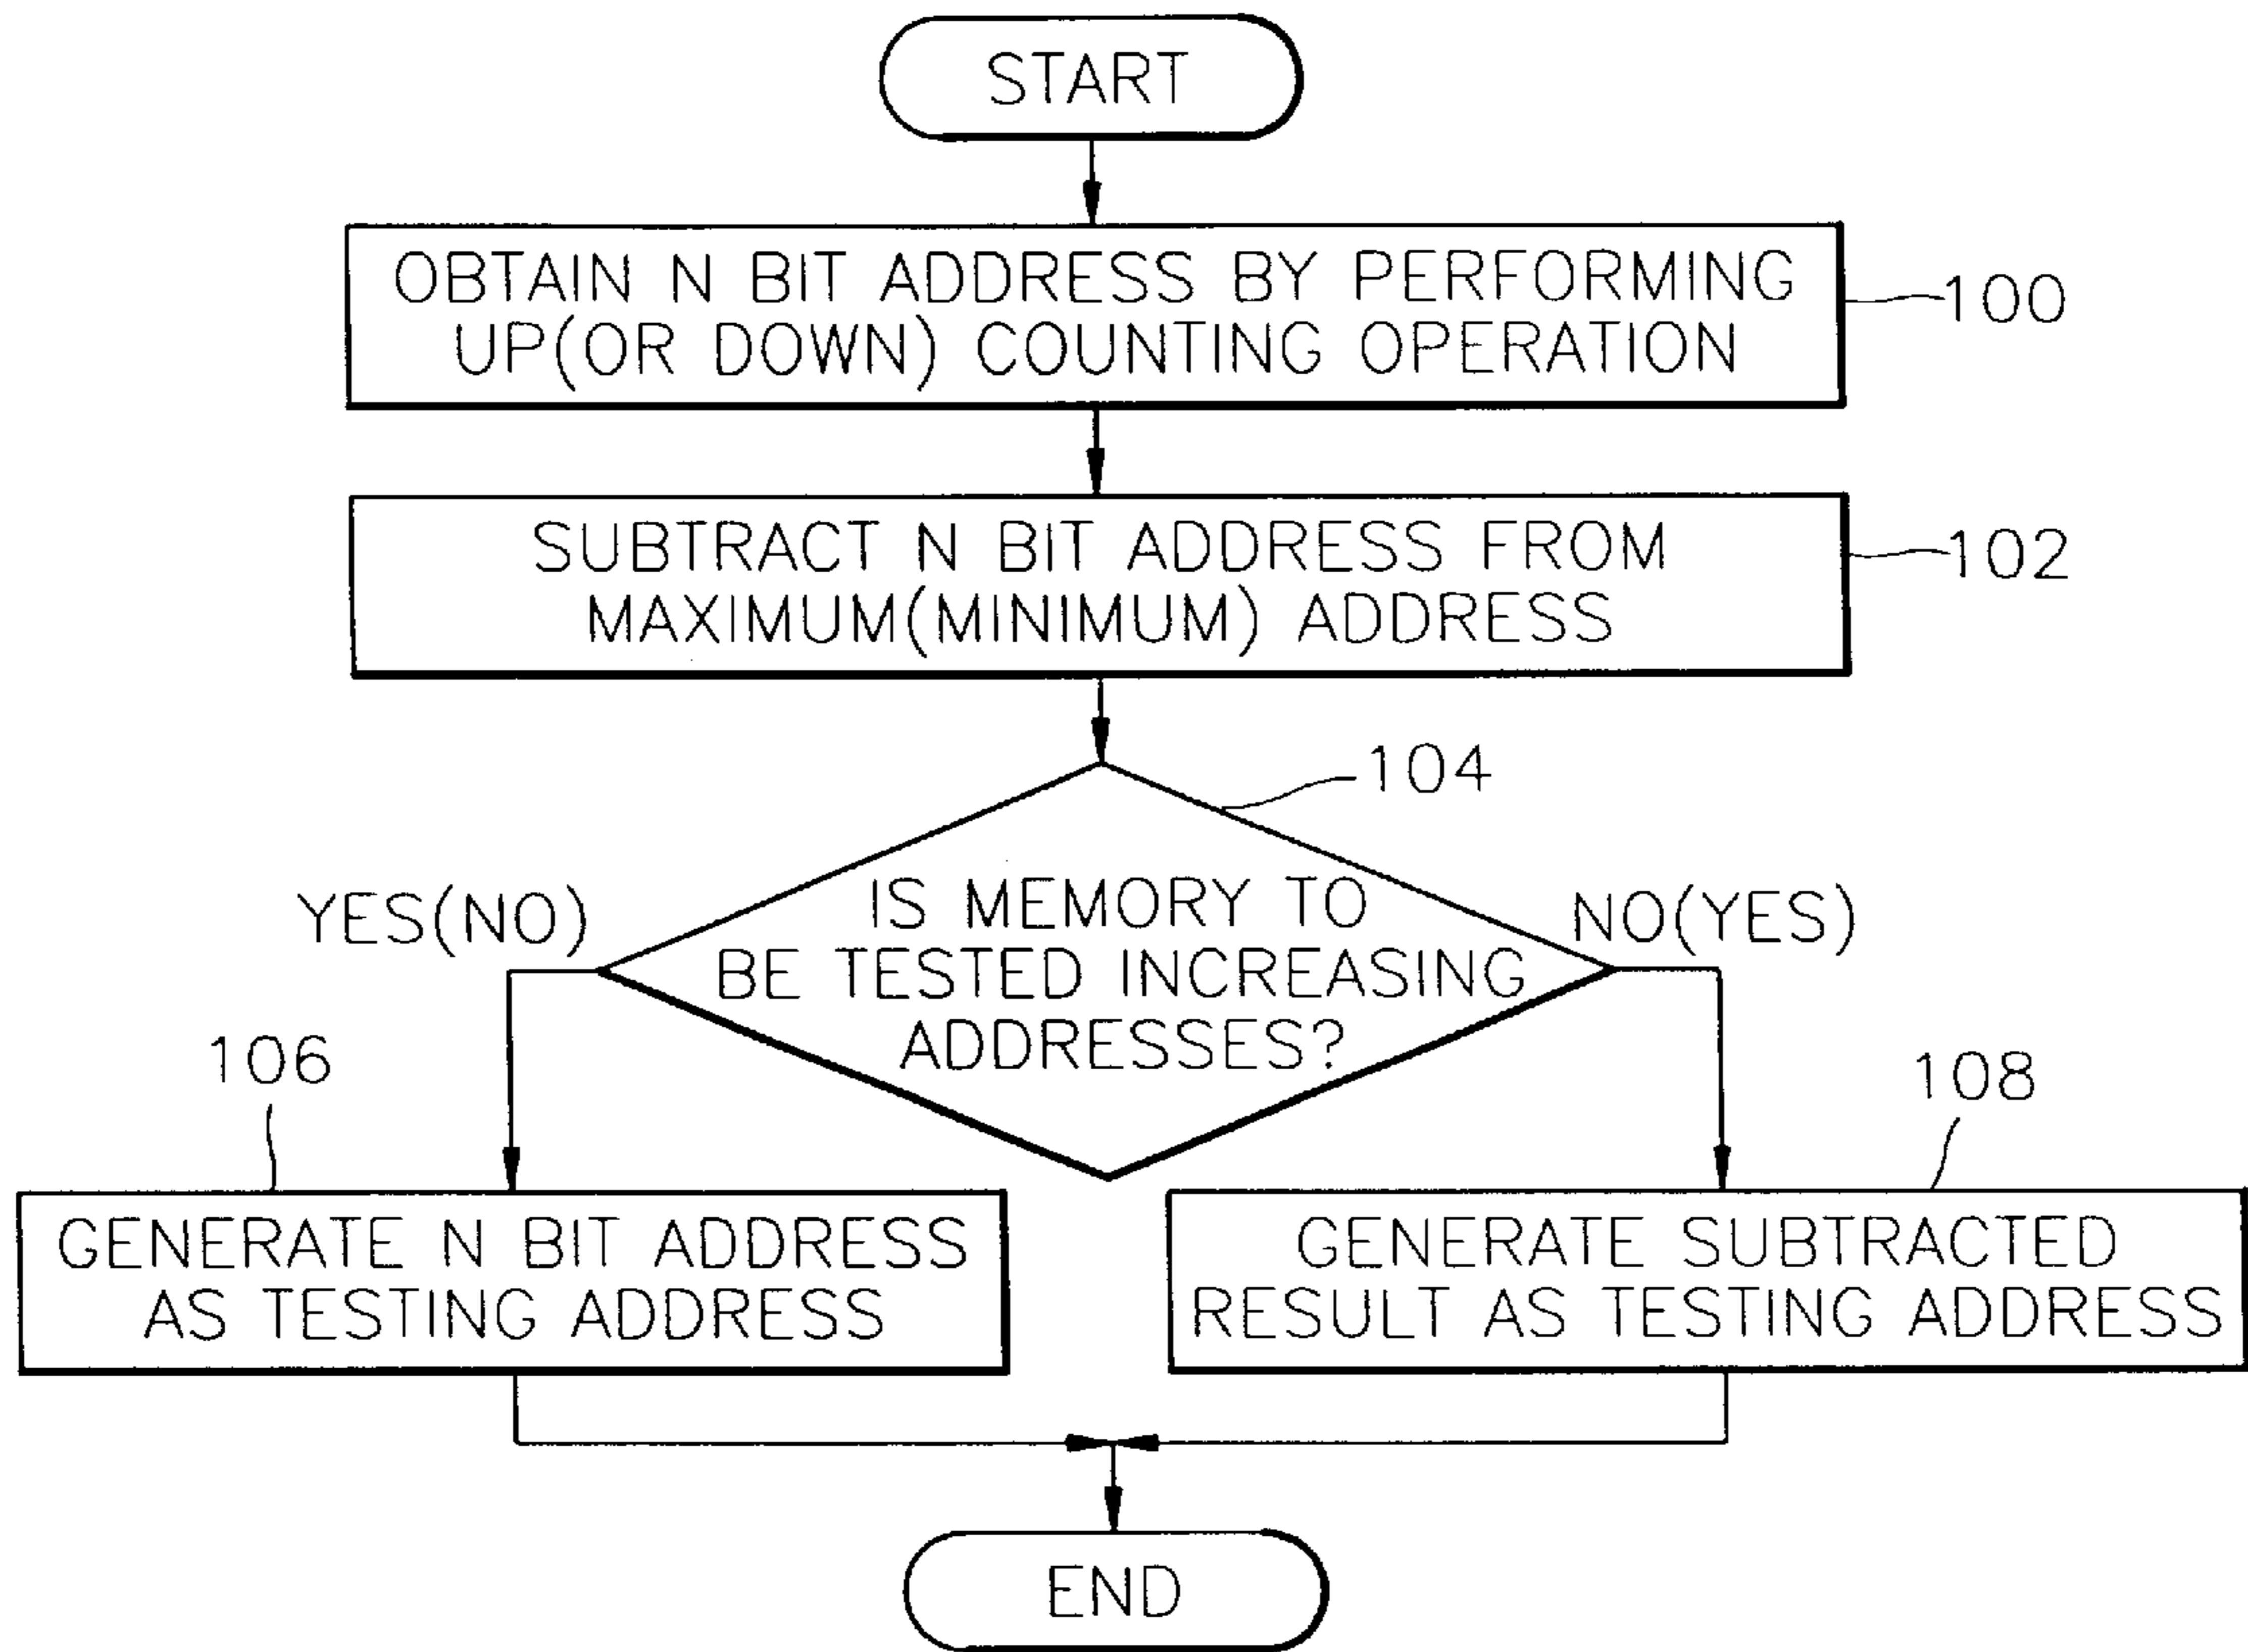 START
OBTAIN N BIT ADDRESS BY PERFORMING
UP(OR DOWN) COUNTING OPERATION
100
SUBTRACT N BIT ADDRESS FROM
MAXIMUM(MINIMUM) ADDRESS
102
104
IS MEMORY TO
BE TESTED INCREASING
ADDRESSES?
YES(NO)
NO(YES)
106
GENERATE N BIT ADDRESS
AS TESTING ADDRESS
108
GENERATE SUBTRACTED
RESULT AS TESTING ADDRESS
END